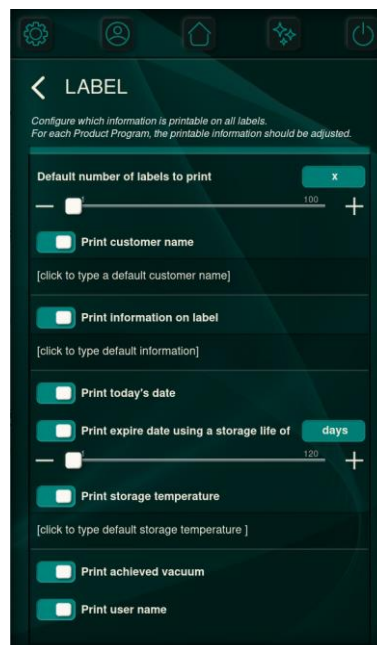 LABEL
Configure which information is printable on all labels.
For each Product Program, the printable information should be adjusted.
Default number of labels to print x
1 100
Print customer name
[click to type a default customer name]
Print information on label
[click to type default information]
Print today's date
Print expire date using a storage life of days
1 120
Print storage temperature
[click to type default storage temperature ]
Print achieved vacuum
Print user name